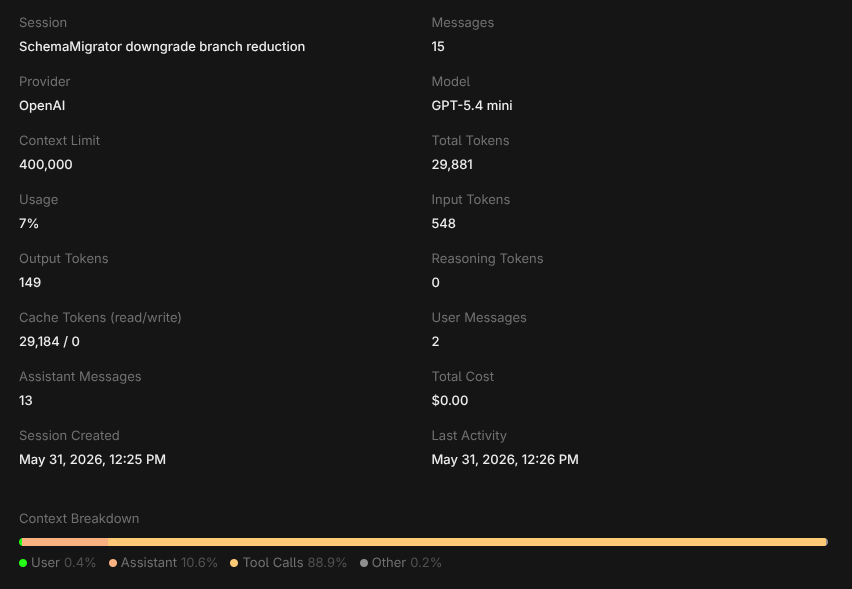 Session
Messages
SchemaMigrator downgrade branch reduction
15
Provider
Model
OpenAI
GPT-5.4 mini
Context Limit
Total Tokens
400,000
29,881
Usage
Input Tokens
7%
548
Output Tokens
Reasoning Tokens
149
0
Cache Tokens (read/write)
User Messages
29,184 / 0
2
Assistant Messages
Total Cost
13
$0.00
Session Created
Last Activity
May 31, 2026, 12:25 PM
May 31, 2026, 12:26 PM
Context Breakdown
User 0.4% Assistant 10.6% Tool Calls 88.9% Other 0.2%